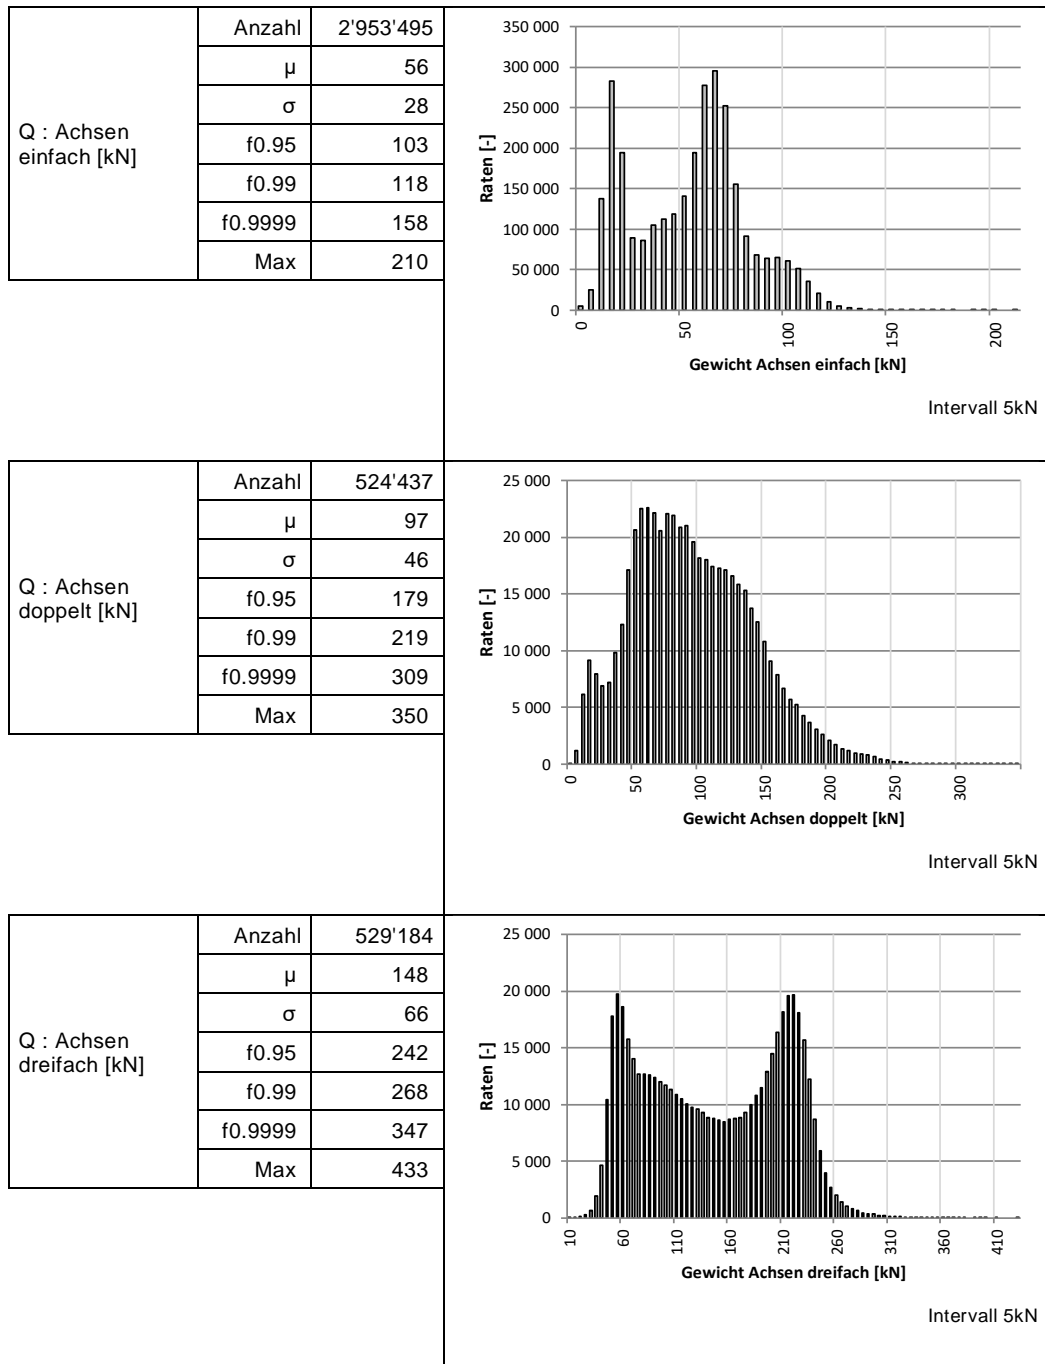 Q : Achsen
einfach [kN]
Anzahl 2'953'495
µ 56
σ 28
f0.95 103
f0.99 118
f0.9999 158
Max 210
350 000
300 000
250 000
200 000
150 000
100 000
50 000
0
Raten [-]
0 50 100 150 200
Gewicht Achsen einfach [kN]
Intervall 5kN
Q : Achsen
doppelt [kN]
Anzahl 524'437
µ 97
σ 46
f0.95 179
f0.99 219
f0.9999 309
Max 350
25 000
20 000
15 000
10 000
5 000
0
Raten [-]
0 50 100 150 200 250 300
Gewicht Achsen doppelt [kN]
Intervall 5kN
Q : Achsen
dreifach [kN]
Anzahl 529'184
µ 148
σ 66
f0.95 242
f0.99 268
f0.9999 347
Max 433
25 000
20 000
15 000
10 000
5 000
0
Raten [-]
10 60 110 160 210 260 310 360 410
Gewicht Achsen dreifach [kN]
Intervall 5kN